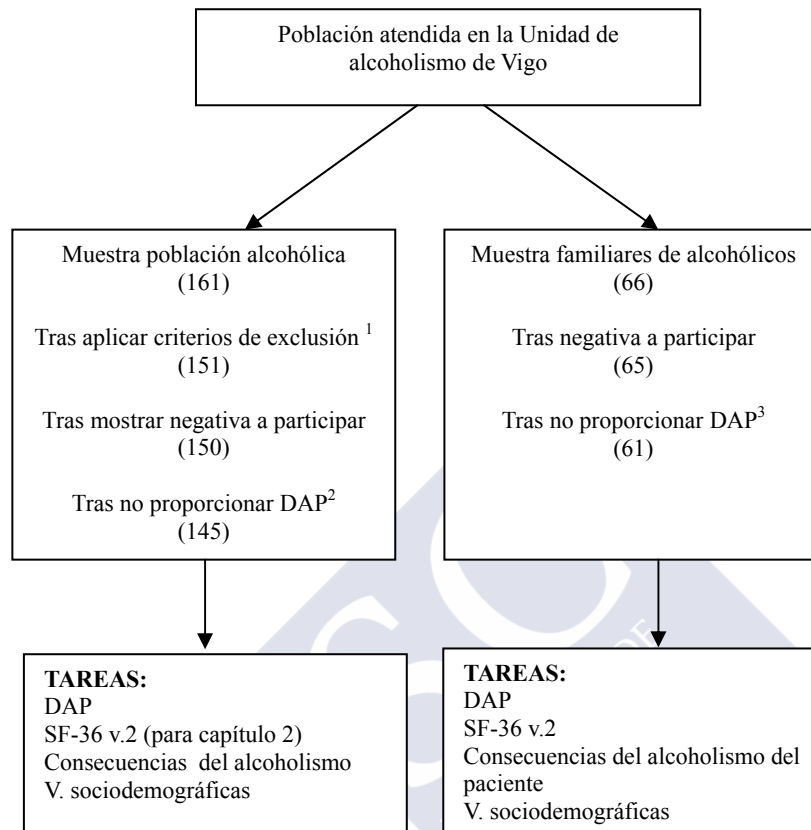 Población atendida en la Unidad de
alcoholismo de Vigo
Muestra población alcohólica
(161)
Tras aplicar criterios de exclusión 1
(151)
Tras mostrar negativa a participar
(150)
Tras no proporcionar DAP2
(145)
Muestra familiares de alcohólicos
(66)
Tras negativa a participar
(65)
Tras no proporcionar DAP3
(61)
TAREAS:
DAP
SF-36 v.2 (para capítulo 2)
Consecuencias del alcoholismo
V. sociodemográficas
TAREAS:
DAP
SF-36 v.2
Consecuencias del alcoholismo del
paciente
V. sociodemográficas